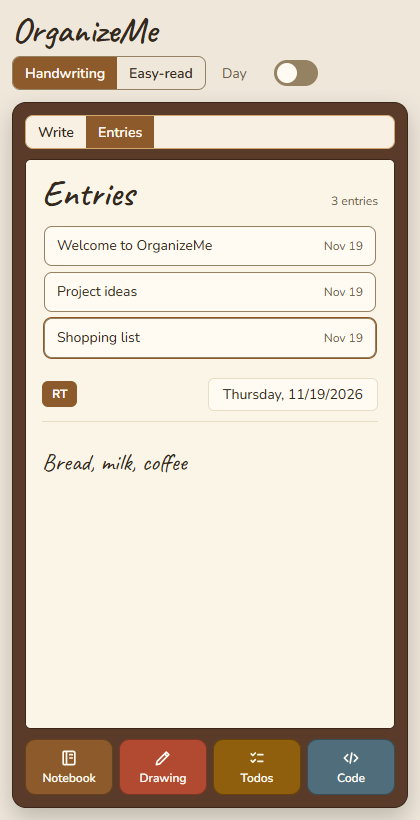 OrganizeMe
Handwriting Easy-read Day
Write Entries
Entries 3 entries
Welcome to OrganizeMe Nov 19
Project ideas Nov 19
Shopping list Nov 19
RT Thursday, 11/19/2026
Bread, milk, coffee
Notebook Drawing Todos Code